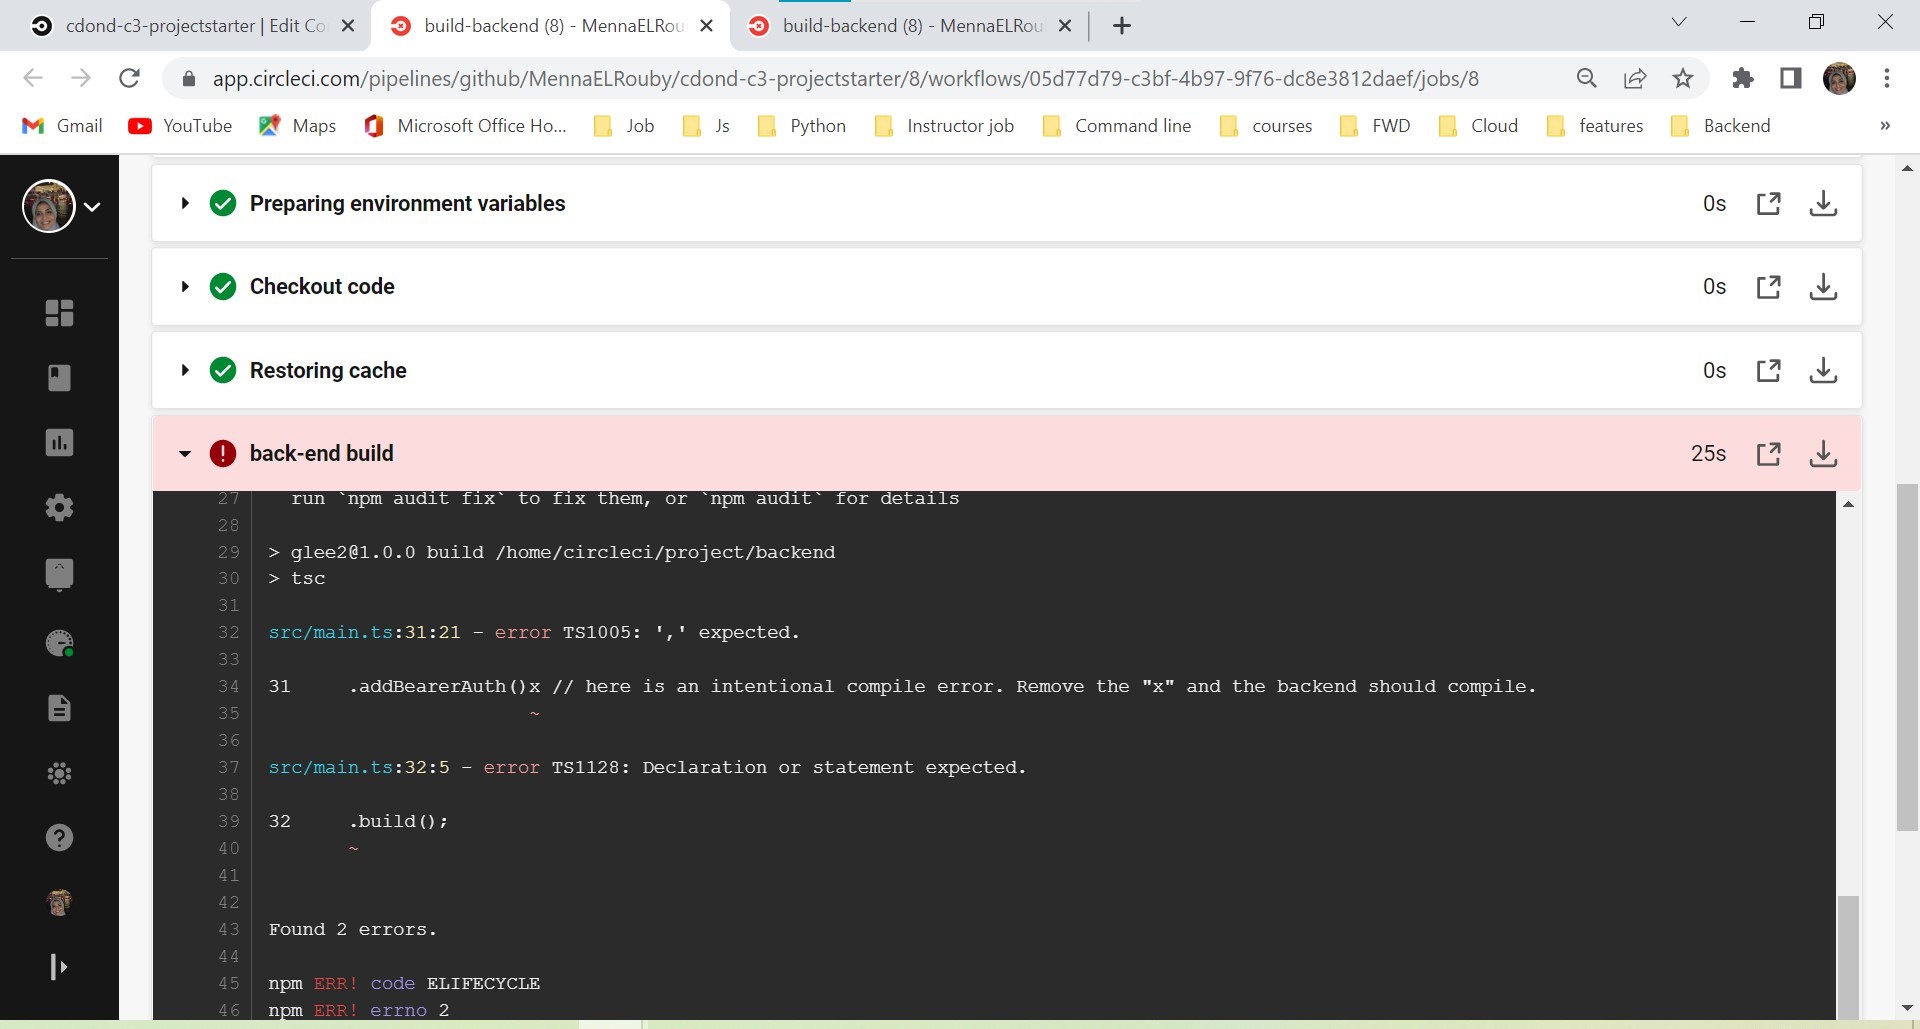 cdond-c3-projectstarter | Edit Co
build-backend (8) - MennaELRou
build-backend (8) - MennaELRou
app.circleci.com/pipelines/github/MennaELRouby/cdond-c3-projectstarter/8/workflows/05d77d79-c3bf-4b97-9f76-dc8e3812daef/jobs/8
Gmail YouTube Maps Microsoft Office Ho... Job Js Python Instructor job Command line courses FWD Cloud features Backend »
Preparing environment variables 0s
Checkout code 0s
Restoring cache 0s
back-end build 25s
27 run `npm audit fix` to fix them, or `npm audit` for details
28
29 > glee2@1.0.0 build /home/circleci/project/backend
30 > tsc
31
32 src/main.ts:31:21 - error TS1005: ',' expected.
33
34 31 .addBearerAuth()x // here is an intentional compile error. Remove the "x" and the backend should compile.
35 ~
36
37 src/main.ts:32:5 - error TS1128: Declaration or statement expected.
38
39 32 .build();
40 ~
41
42
43 Found 2 errors.
44
45 npm ERR! code ELIFECYCLE
46 npm ERR! errno 2